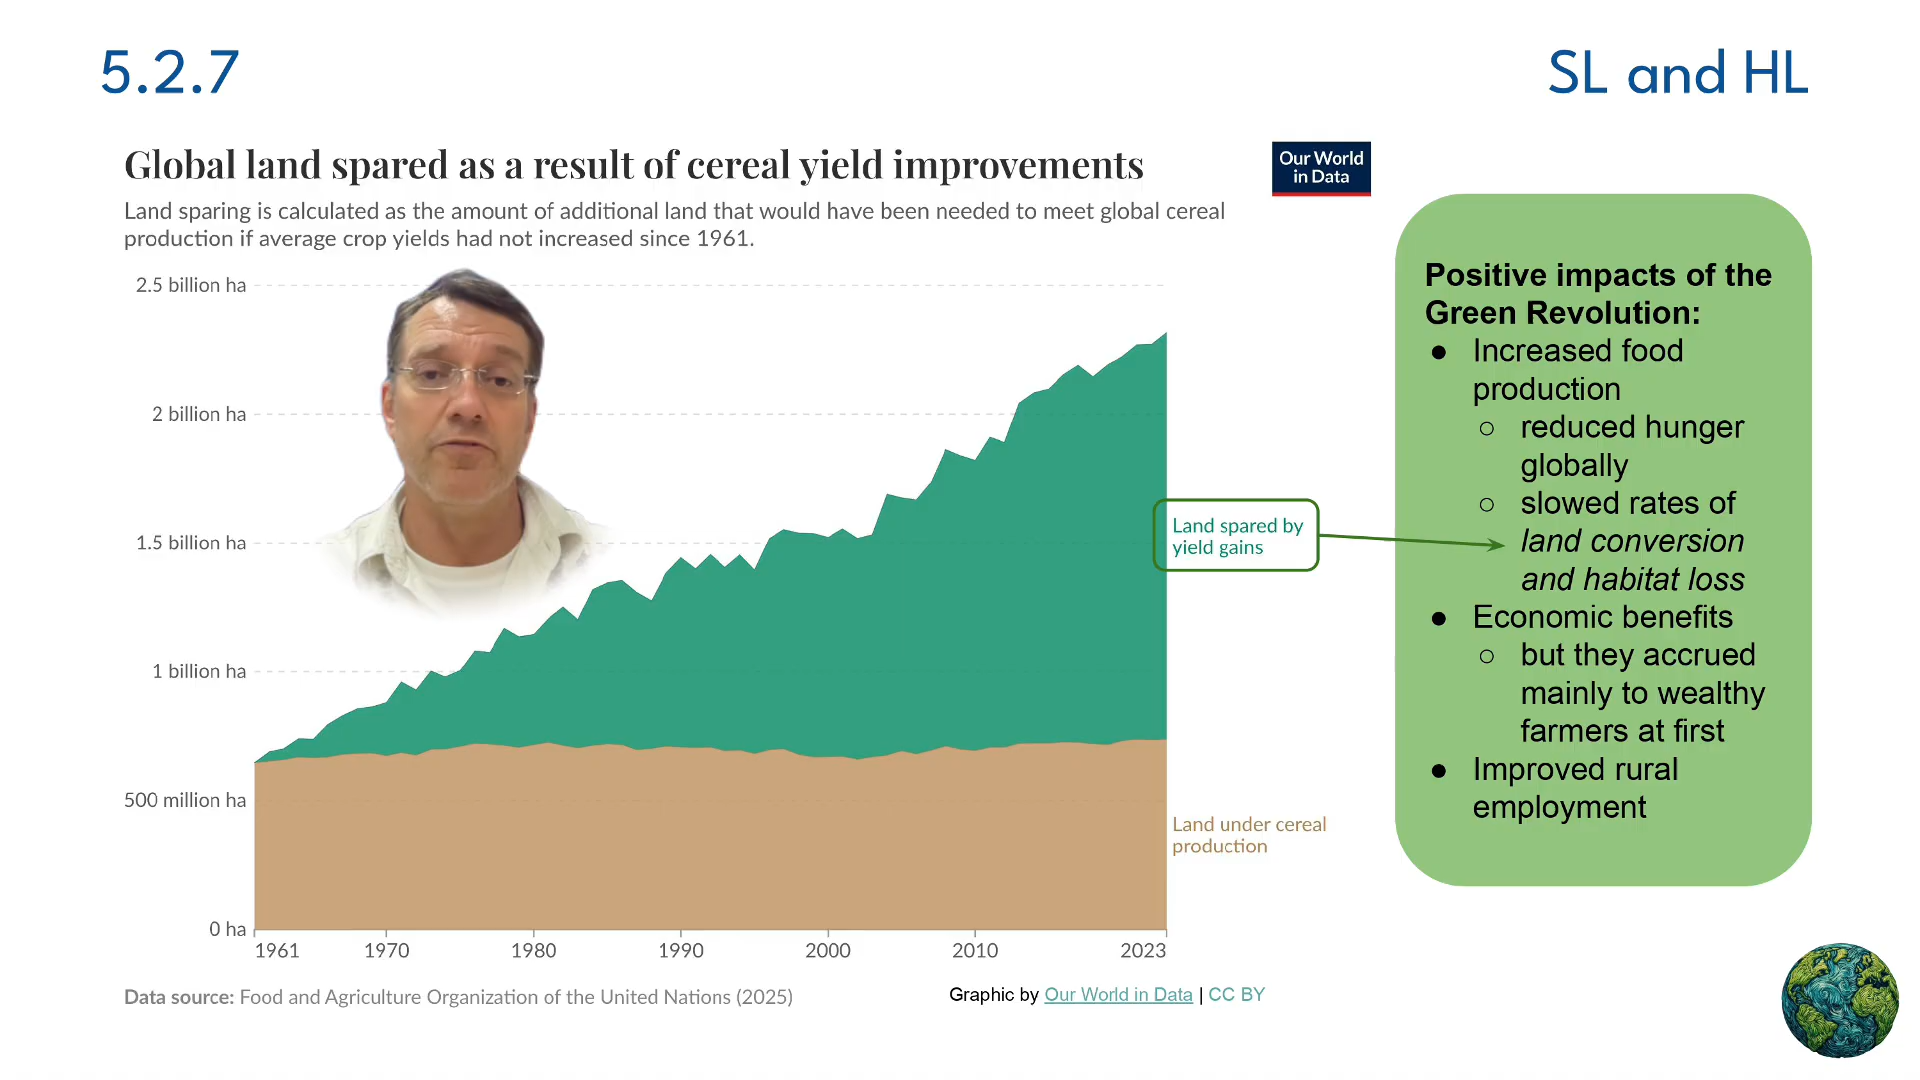 5.2.7
SL and HL
Global land spared as a result of cereal yield improvements
Our World
in Data
Land sparing is calculated as the amount of additional land that would have been needed to meet global cereal
production if average crop yields had not increased since 1961.
2.5 billion ha
2 billion ha
1.5 billion ha
1 billion ha
500 million ha
0 ha
1961
1970
1980
1990
2000
2010
2023
Land spared by
yield gains
Land under cereal
production
Data source: Food and Agriculture Organization of the United Nations (2025)
Graphic by Our World in Data | CC BY
Positive impacts of the
Green Revolution:
● Increased food
production
○ reduced hunger
globally
○ slowed rates of
land conversion
and habitat loss
● Economic benefits
○ but they accrued
mainly to wealthy
farmers at first
● Improved rural
employment